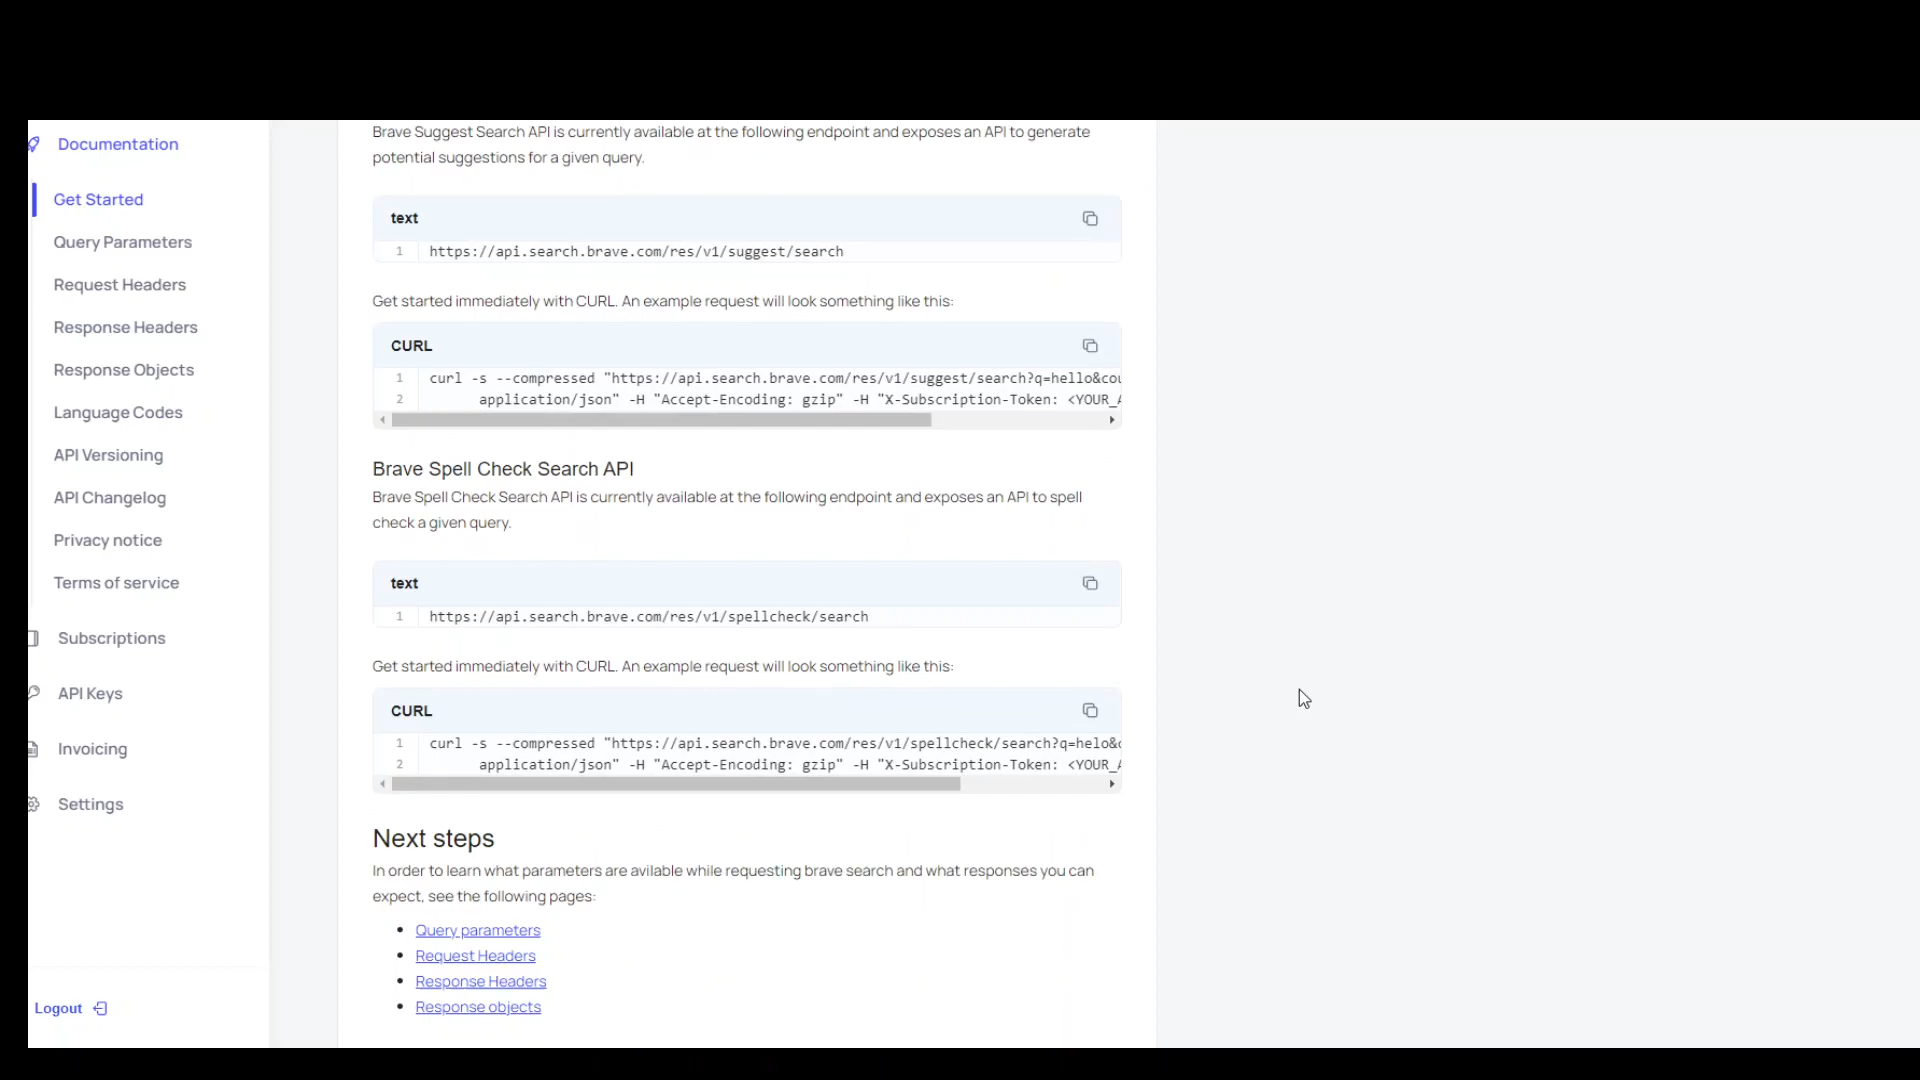 Documentation
Get Started
Query Parameters
Request Headers
Response Headers
Response Objects
Language Codes
API Versioning
API Changelog
Privacy notice
Terms of service
Subscriptions
API Keys
Invoicing
Settings
Logout
Brave Suggest Search API is currently available at the following endpoint and exposes an API to generate
potential suggestions for a given query.
text
1 https://api.search.brave.com/res/v1/suggest/search
Get started immediately with CURL. An example request will look something like this:
CURL
1 curl -s --compressed "https://api.search.brave.com/res/v1/suggest/search?q=hello&cou
2 application/json" -H "Accept-Encoding: gzip" -H "X-Subscription-Token: <YOUR_A
Brave Spell Check Search API
Brave Spell Check Search API is currently available at the following endpoint and exposes an API to spell
check a given query.
text
1 https://api.search.brave.com/res/v1/spellcheck/search
Get started immediately with CURL. An example request will look something like this:
CURL
1 curl -s --compressed "https://api.search.brave.com/res/v1/spellcheck/search?q=helo&c
2 application/json" -H "Accept-Encoding: gzip" -H "X-Subscription-Token: <YOUR_A
Next steps
In order to learn what parameters are avilable while requesting brave search and what responses you can
expect, see the following pages:
• Query parameters
• Request Headers
• Response Headers
• Response objects